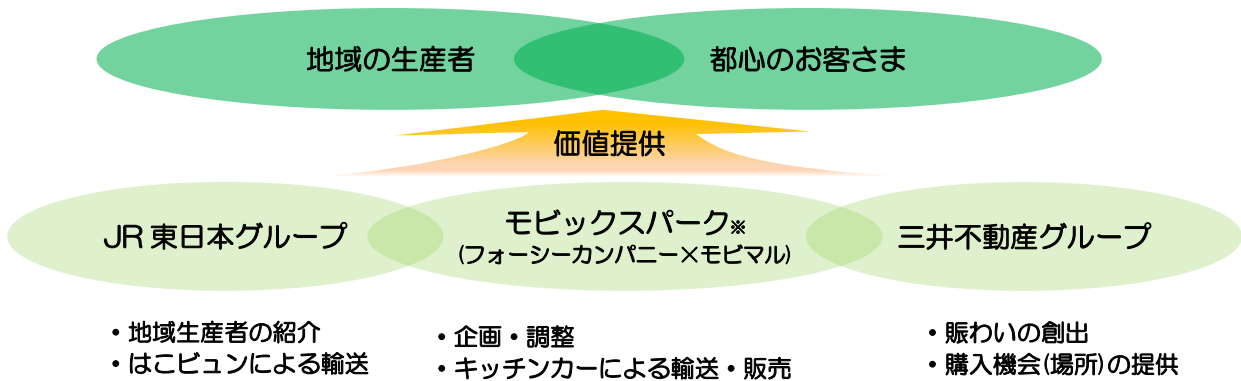 地域の生産者
都心のお客さま
価値提供
JR東日本グループ
モビックスパーク※
(フォーシーカンパニー×モビマル)
三井不動産グループ
・地域生産者の紹介
・はこビュンによる輸送
・企画・調整
・キッチンカーによる輸送・販売
・賑わいの創出
・購入機会(場所)の提供